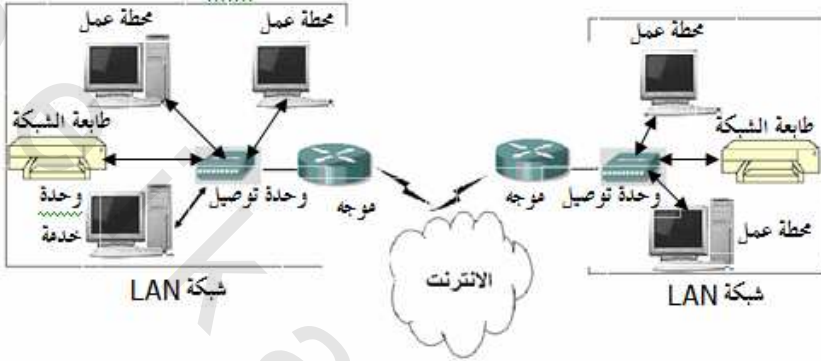 محطة عمل
محطة عمل
محطة عمل
طابعة الشبكة
طابعة الشبكة
وحدة
خدمة
وحدة توصيل
موجه
موجه
وحدة توصيل
محطة عمل
الانترنت
شبكة LAN
شبكة LAN